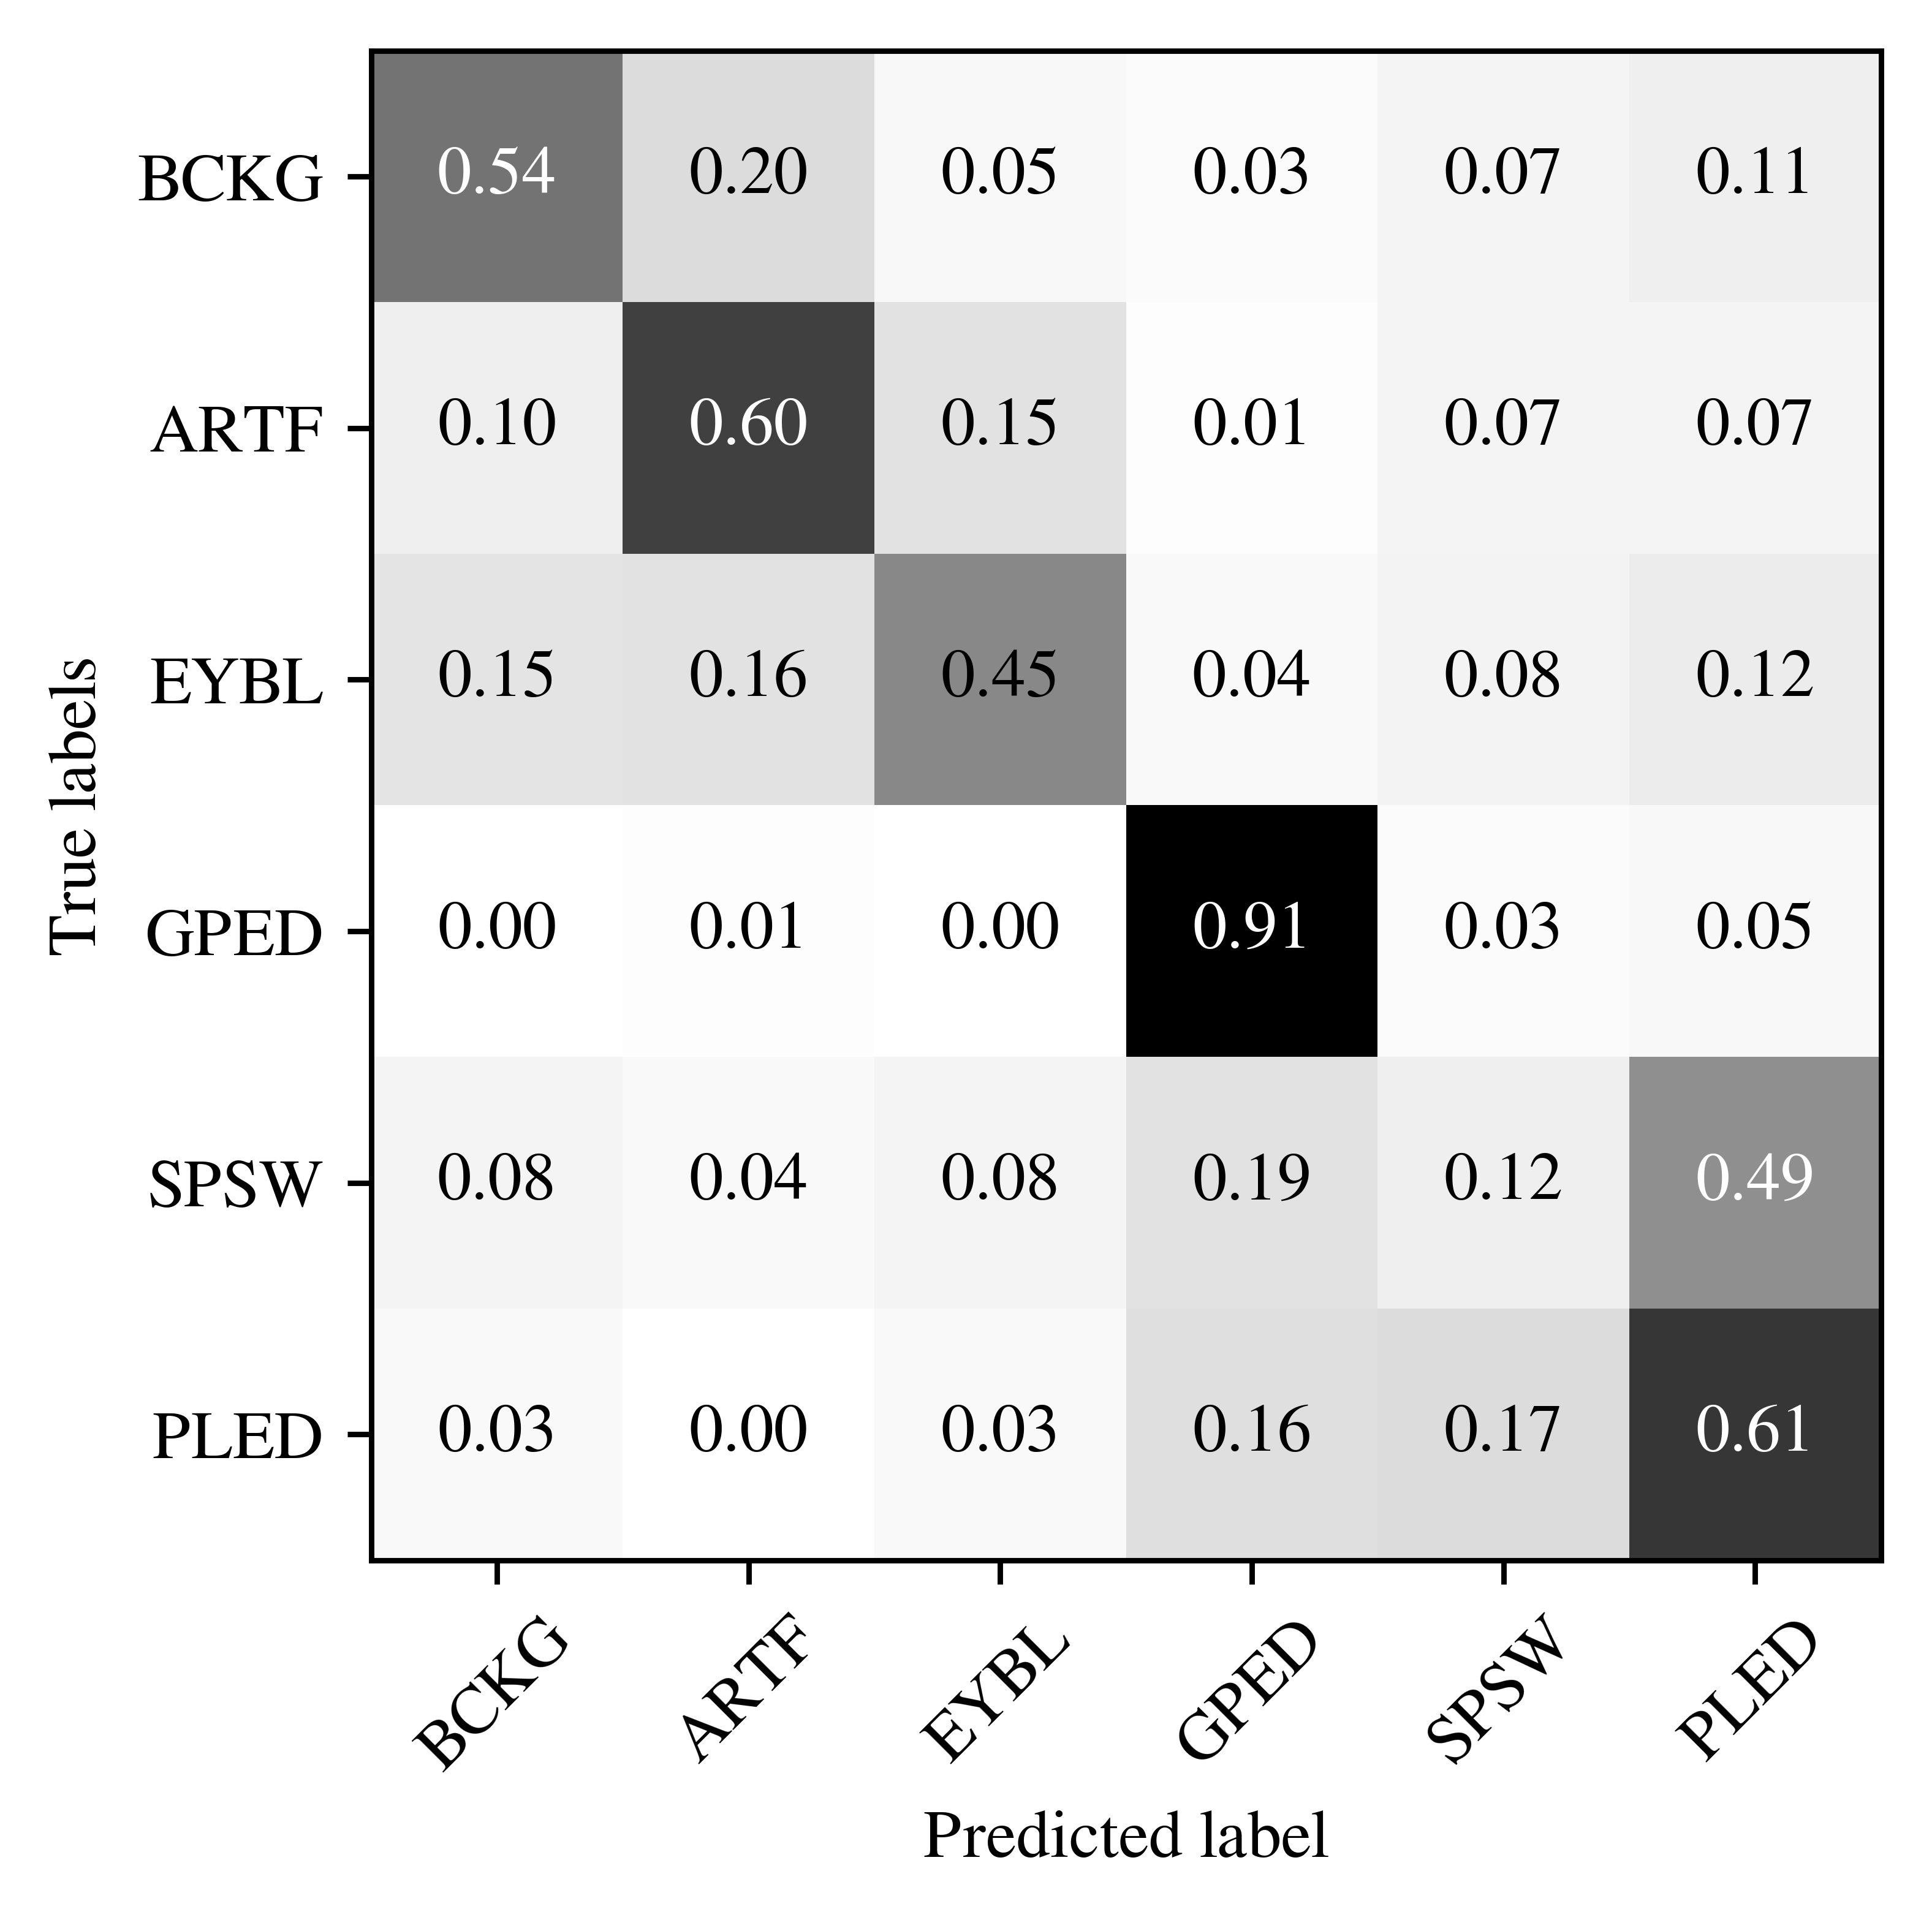 BCKG 0.54 0.20 0.05 0.03 0.07 0.11
ARTF 0.10 0.60 0.15 0.01 0.07 0.07
EYBL 0.15 0.16 0.45 0.04 0.08 0.12
GPED 0.00 0.01 0.00 0.91 0.03 0.05
SPSW 0.08 0.04 0.08 0.19 0.12 0.49
PLED 0.03 0.00 0.03 0.16 0.17 0.61
True labels
BCKG ARTF EYBL GPED SPSW PLED
Predicted label